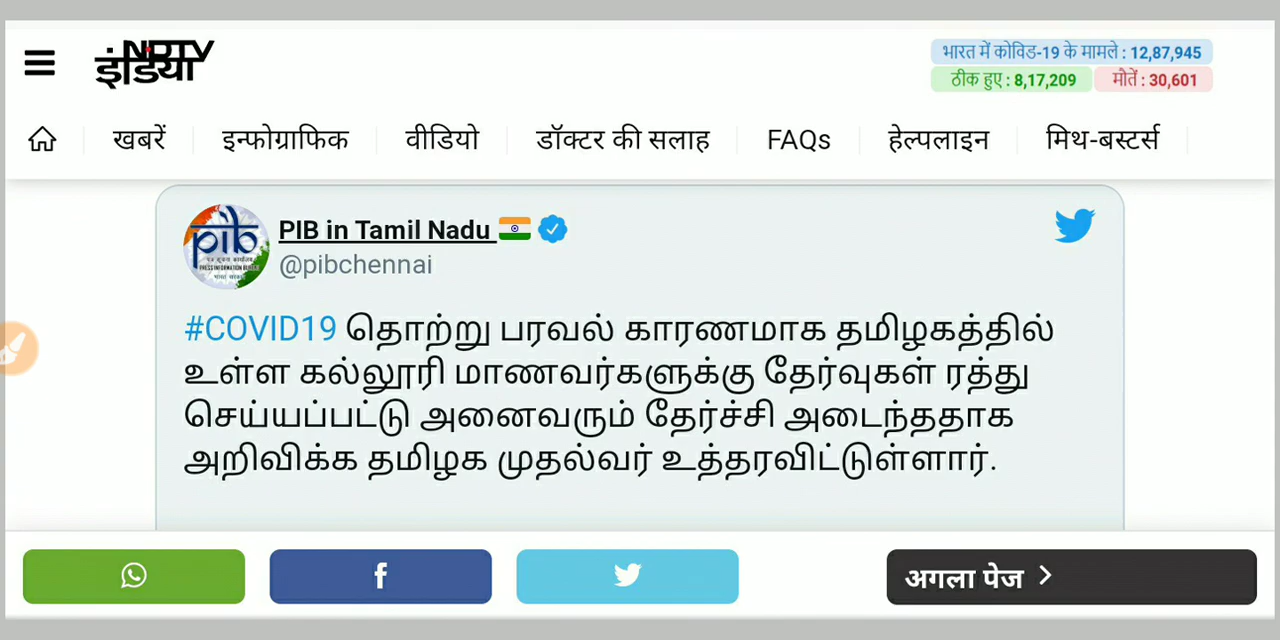 NDTV
इंडिया
भारत में कोविड-19 के मामले : 12,87,945
ठीक हुए : 8,17,209
मौतें : 30,601
खबरें
इन्फोग्राफिक
वीडियो
डॉक्टर की सलाह
FAQs
हेल्पलाइन
मिथ-बस्टर्स
pib
PIB in Tamil Nadu
@pibchennai
#COVID19 தொற்று பரவல் காரணமாக தமிழகத்தில்
உள்ள கல்லூரி மாணவர்களுக்கு தேர்வுகள் ரத்து
செய்யப்பட்டு அனைவரும் தேர்ச்சி அடைந்ததாக
அறிவிக்க தமிழக முதல்வர் உத்தரவிட்டுள்ளார்.
अगला पेज